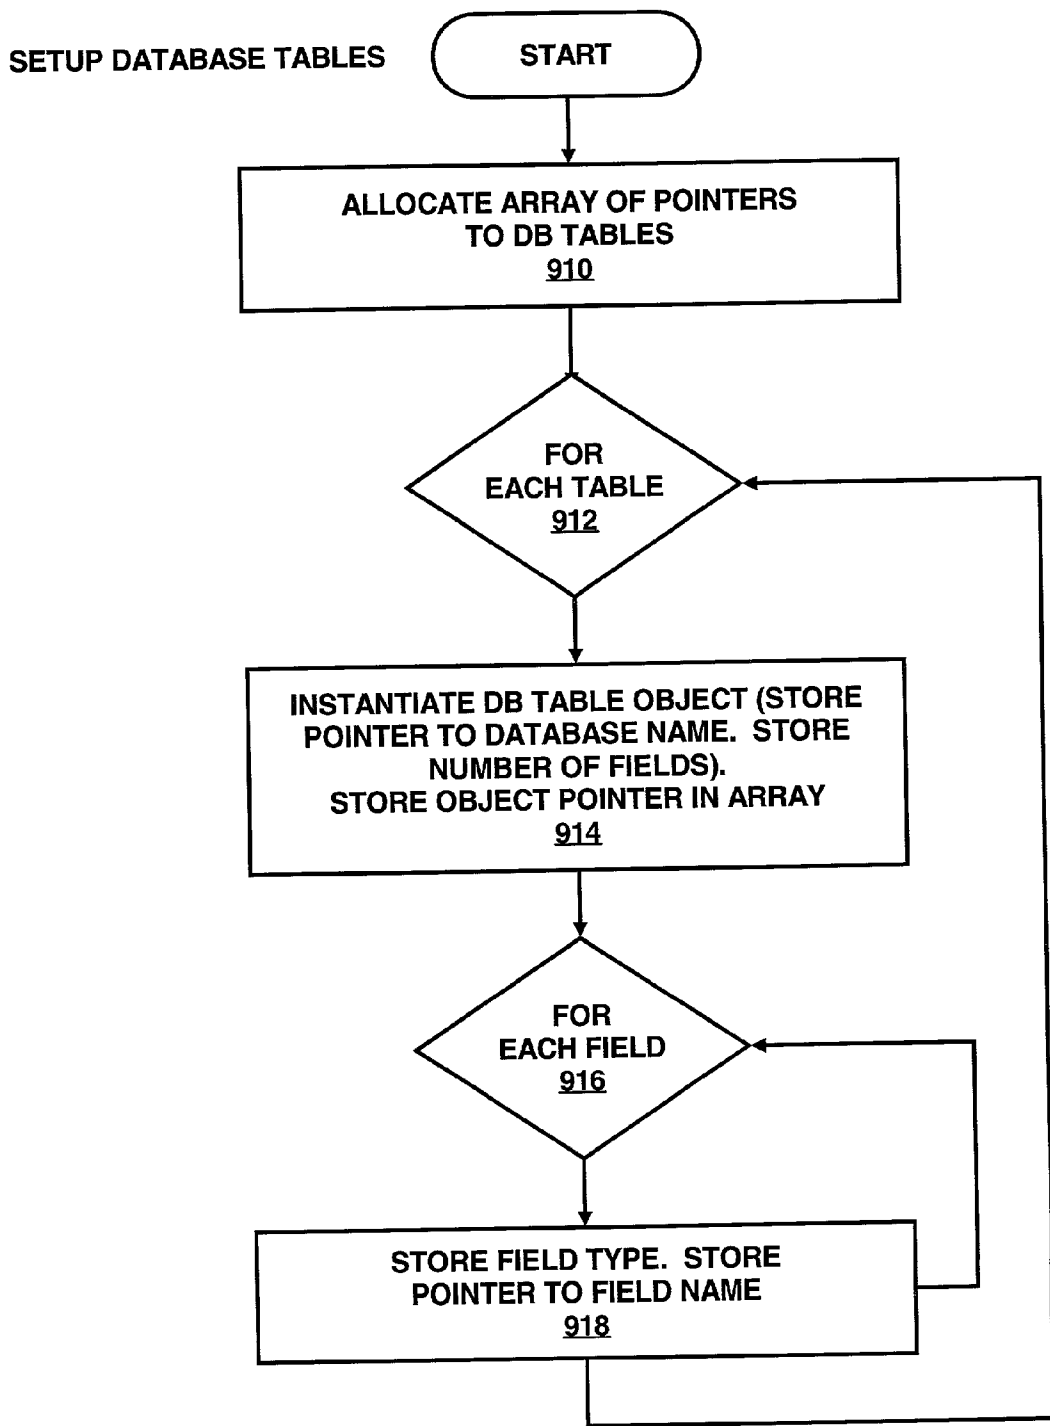 SETUP DATABASE TABLES
START
ALLOCATE ARRAY OF POINTERS
TO DB TABLES
910
FOR
EACH TABLE
912
INSTANTIATE DB TABLE OBJECT (STORE
POINTER TO DATABASE NAME. STORE
NUMBER OF FIELDS).
STORE OBJECT POINTER IN ARRAY
914
FOR
EACH FIELD
916
STORE FIELD TYPE. STORE
POINTER TO FIELD NAME
918